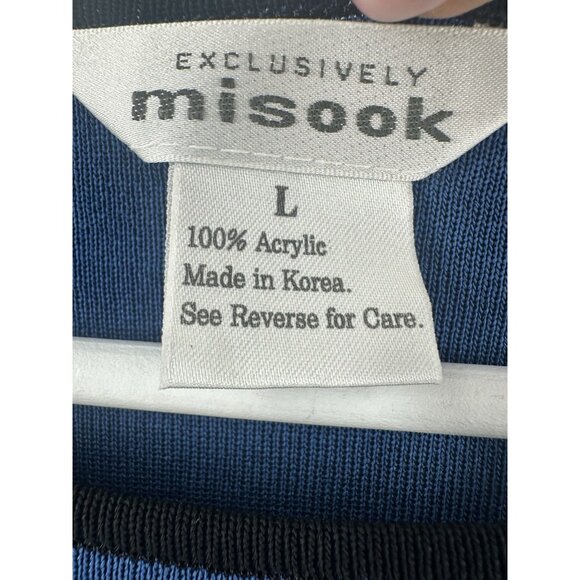 EXCLUSIVELY
misook
L
100% Acrylic
Made in Korea.
See Reverse for Care.